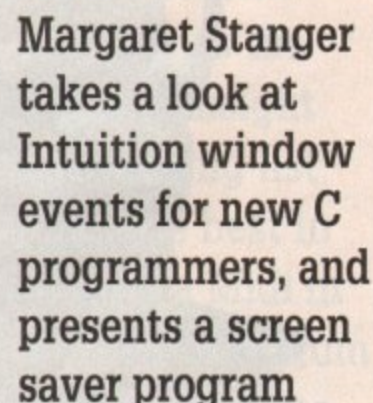 Margaret Stanger
takes a look at
Intuition window
events for new C
programmers, and
presents a screen
saver program